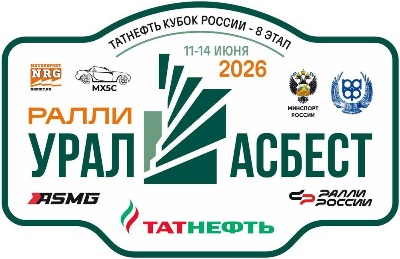 ТАТНЕФТЬ КУБОК РОССИИ - 8 ЭТАП
11-14 ИЮНЯ
2026
MOTORSPORT
NRG
MX5C
МИНСПОРТ
РОССИИ
РАЛЛИ
УРАЛ АСБЕСТ
ASMG
ТАТНЕФТЬ
РАЛЛИ
РОССИИ